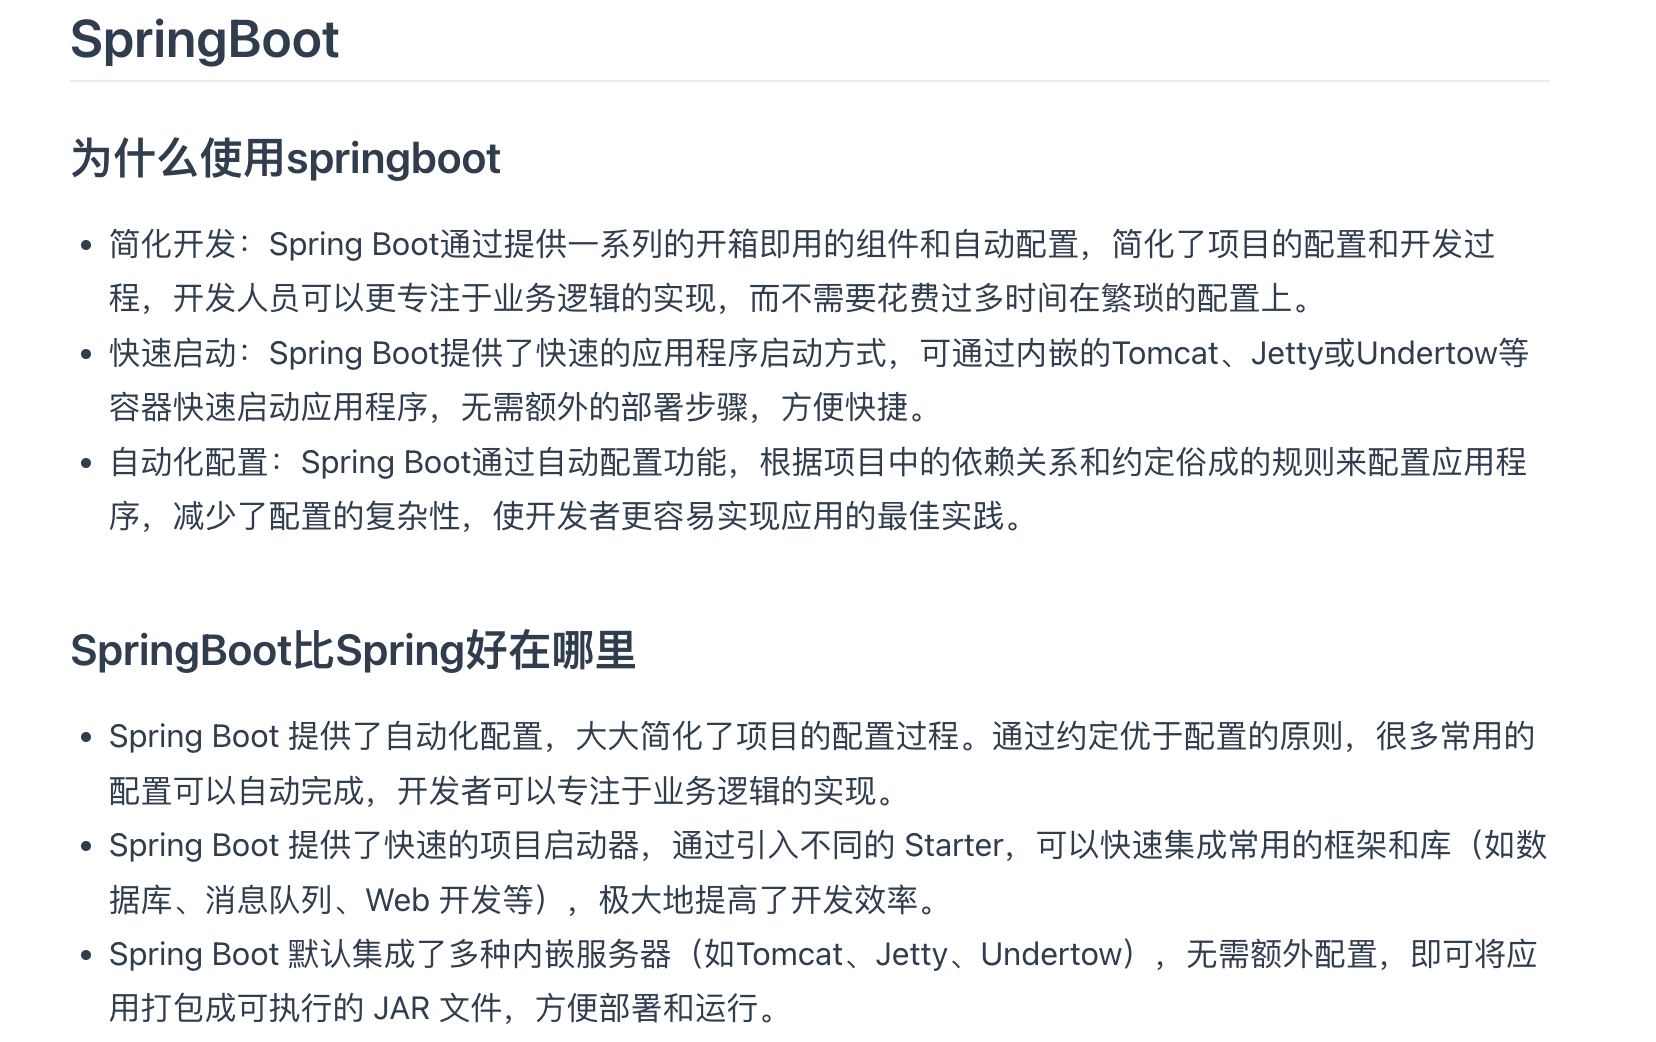 SpringBoot
为什么使用springboot
• 简化开发：Spring Boot通过提供一系列的开箱即用的组件和自动配置，简化了项目的配置和开发过
程，开发人员可以更专注于业务逻辑的实现，而不需要花费过多时间在繁琐的配置上。
• 快速启动：Spring Boot提供了快速的应用程序启动方式，可通过内嵌的Tomcat、Jetty或Undertow等
容器快速启动应用程序，无需额外的部署步骤，方便快捷。
• 自动化配置：Spring Boot通过自动配置功能，根据项目中的依赖关系和约定俗成的规则来配置应用程
序，减少了配置的复杂性，使开发者更容易实现应用的最佳实践。
SpringBoot比Spring好在哪里
• Spring Boot 提供了自动化配置，大大简化了项目的配置过程。通过约定优于配置的原则，很多常用的
配置可以自动完成，开发者可以专注于业务逻辑的实现。
• Spring Boot 提供了快速的项目启动器，通过引入不同的 Starter，可以快速集成常用的框架和库（如数
据库、消息队列、Web 开发等），极大地提高了开发效率。
• Spring Boot 默认集成了多种内嵌服务器（如Tomcat、Jetty、Undertow），无需额外配置，即可将应
用打包成可执行的 JAR 文件，方便部署和运行。